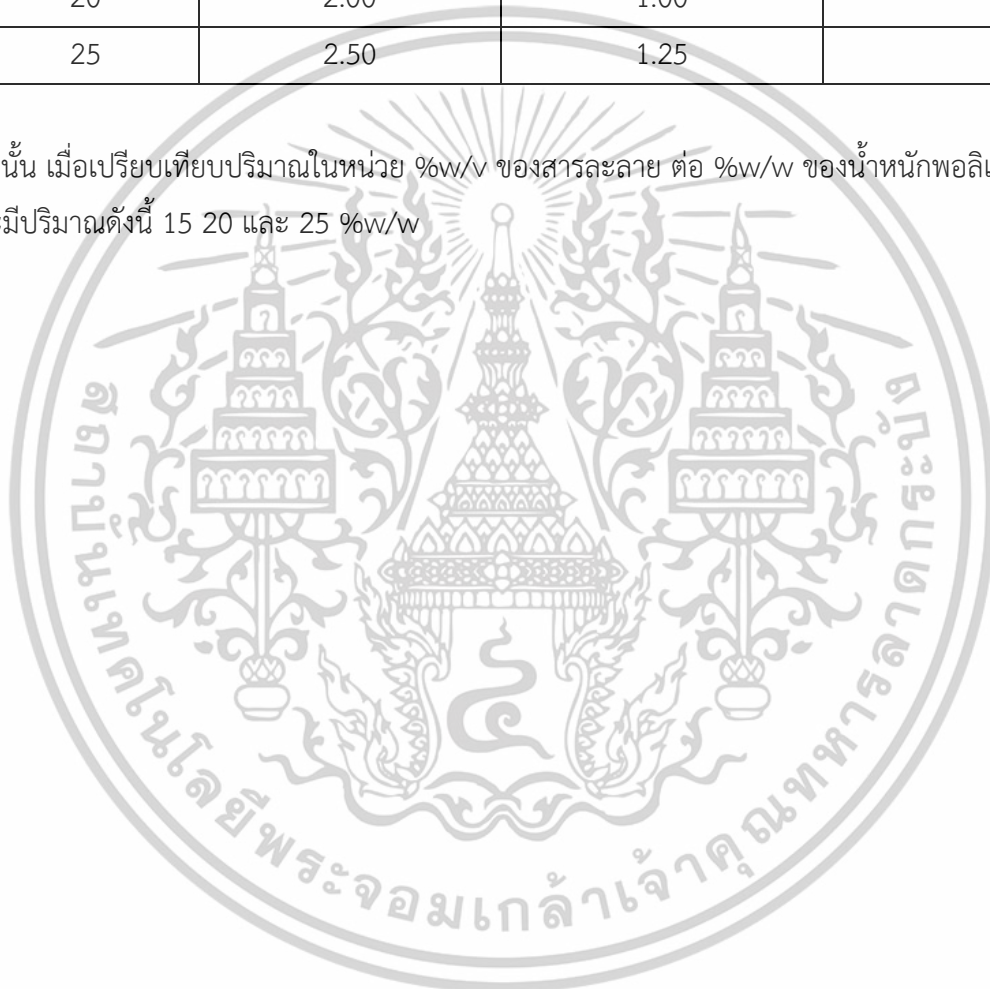 20 2.00 1.00
25 2.50 1.25
นั้น เมื่อเปรียบเทียบปริมาณในหน่วย %w/v ของสารละลาย ต่อ %w/w ของน้ำหนักพอลิเ
ะมีปริมาณดังนี้ 15 20 และ 25 %w/w
สถาบันเทคโนโลยีพระจอมเกล้าเจ้าคุณทหารลาดกระบัง